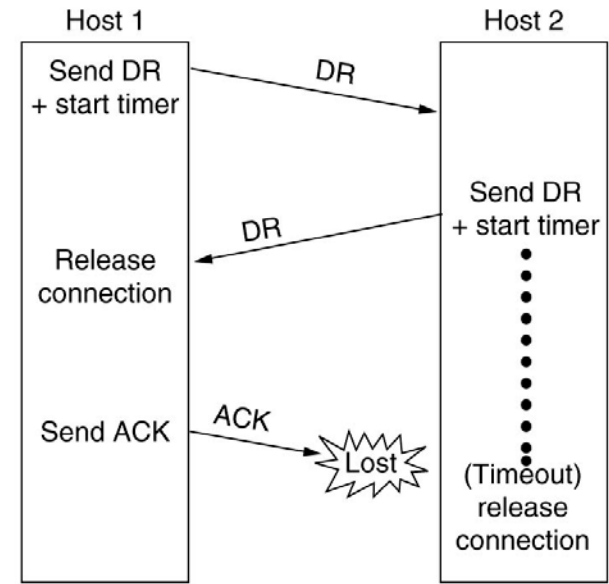 Host 1
Host 2
Send DR
+ start timer
DR
Send DR
+ start timer
DR
Release
connection
Send ACK
ACK
Lost
(Timeout)
release
connection